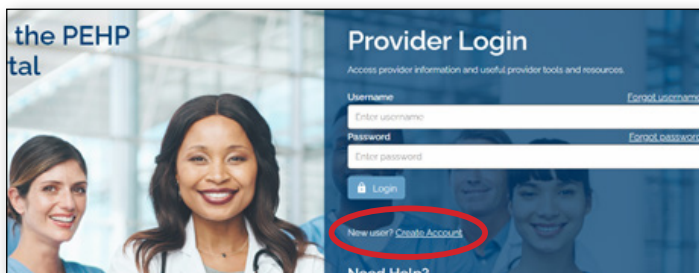 the PEHP
tal
Provider Login
Access provider information and useful provider tools and resources.
Username
Forgot username
Enter username
Password
Forgot password
Enter password
Login
New user? Create Account
Need Help?